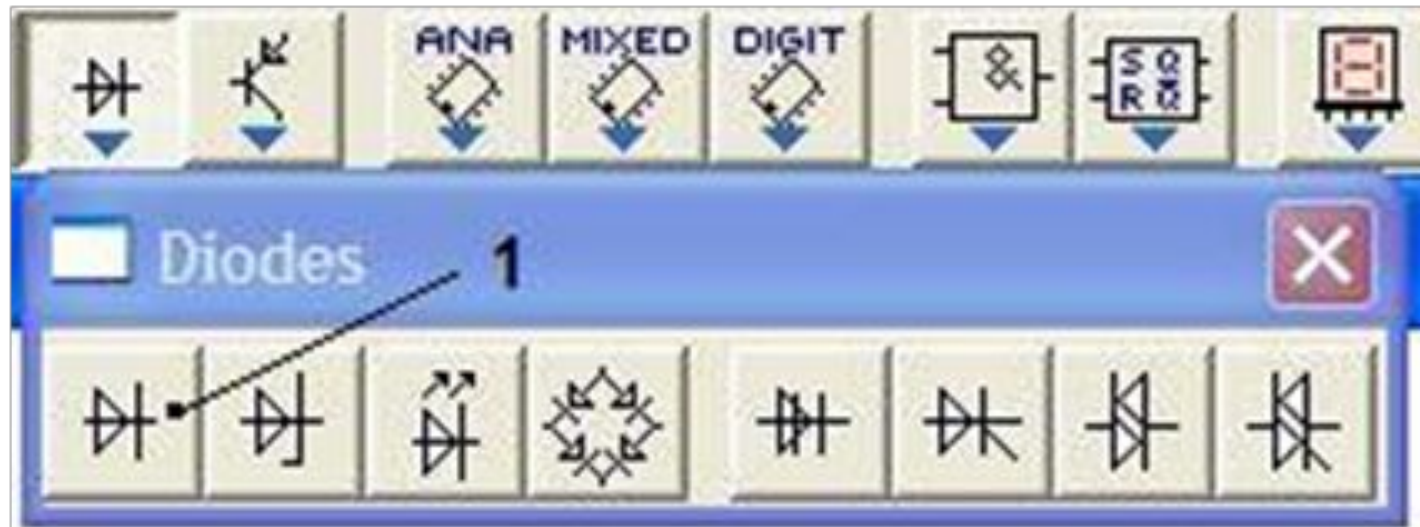 ANA MIXED DIGIT
S Q
R Q
Diodes 1